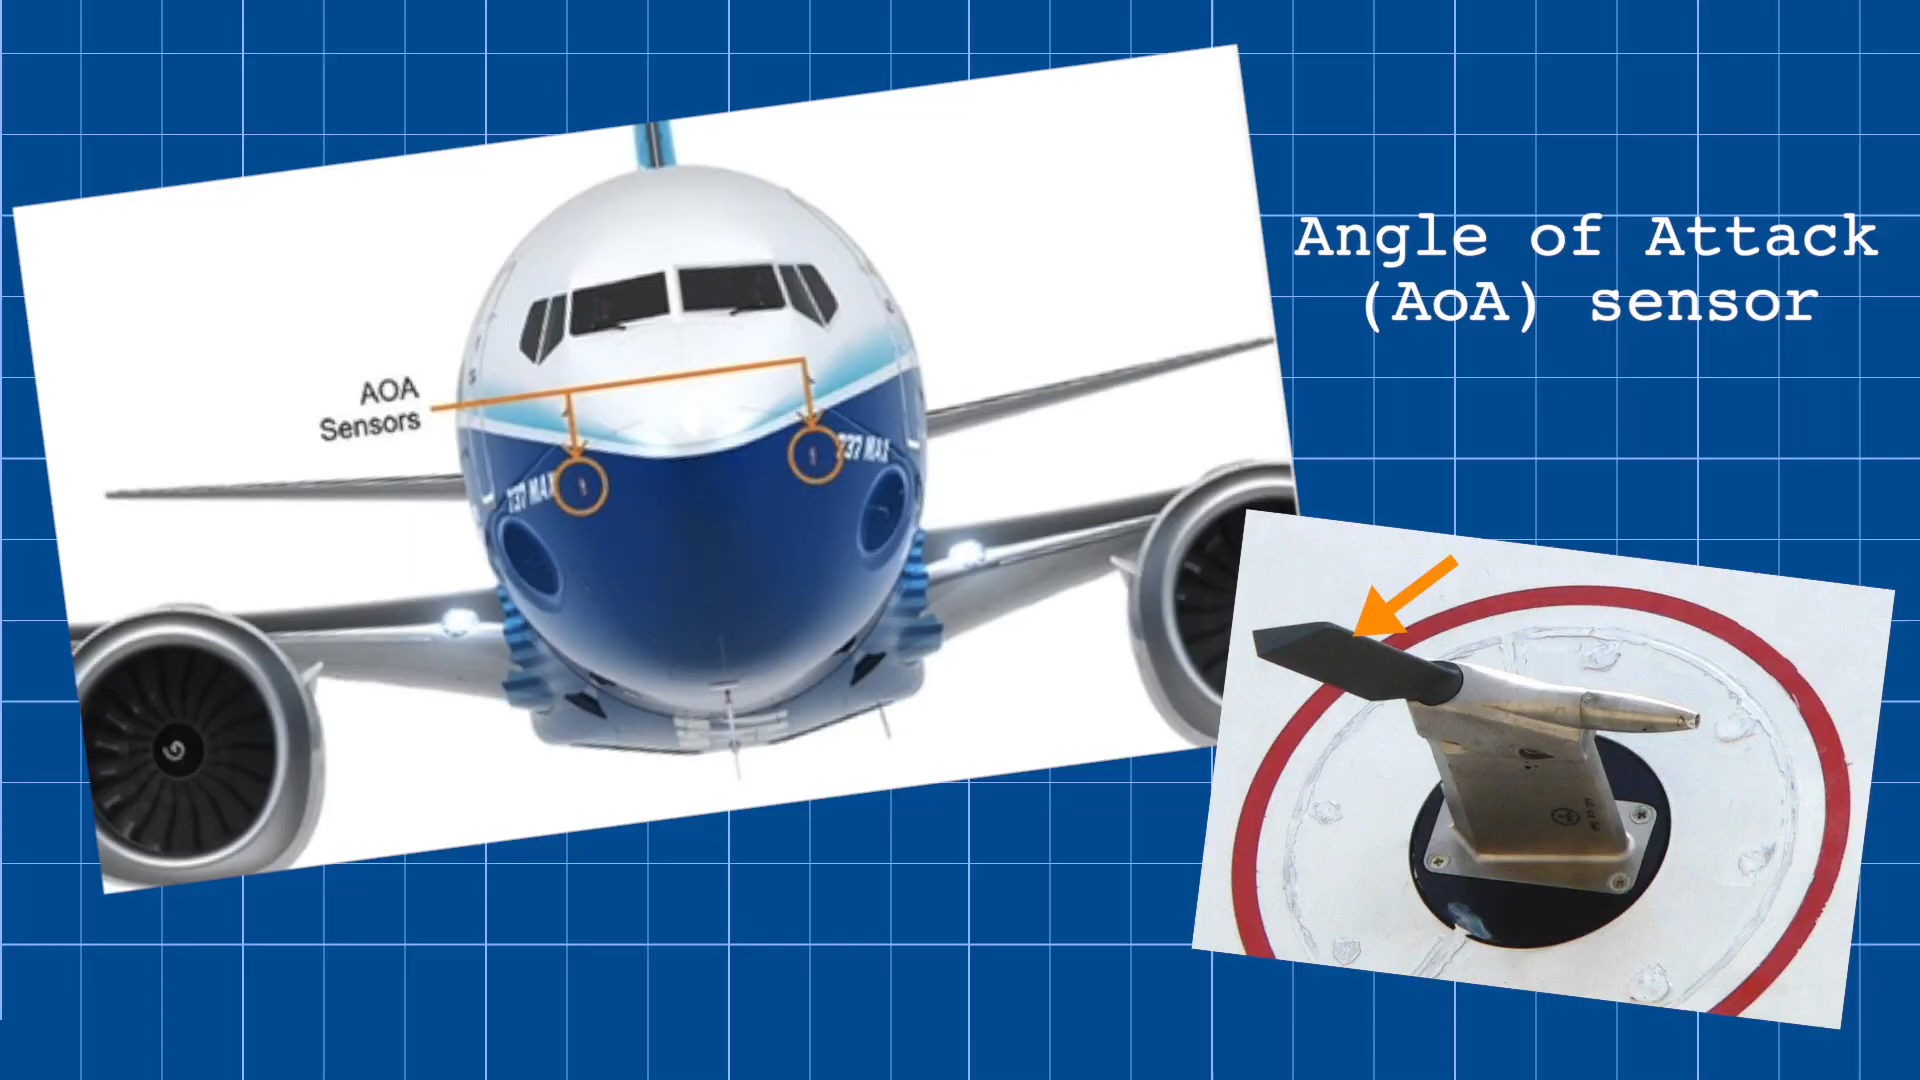 Angle of Attack
(AoA) sensor
AOA
Sensors
737 MAX
737 MAX